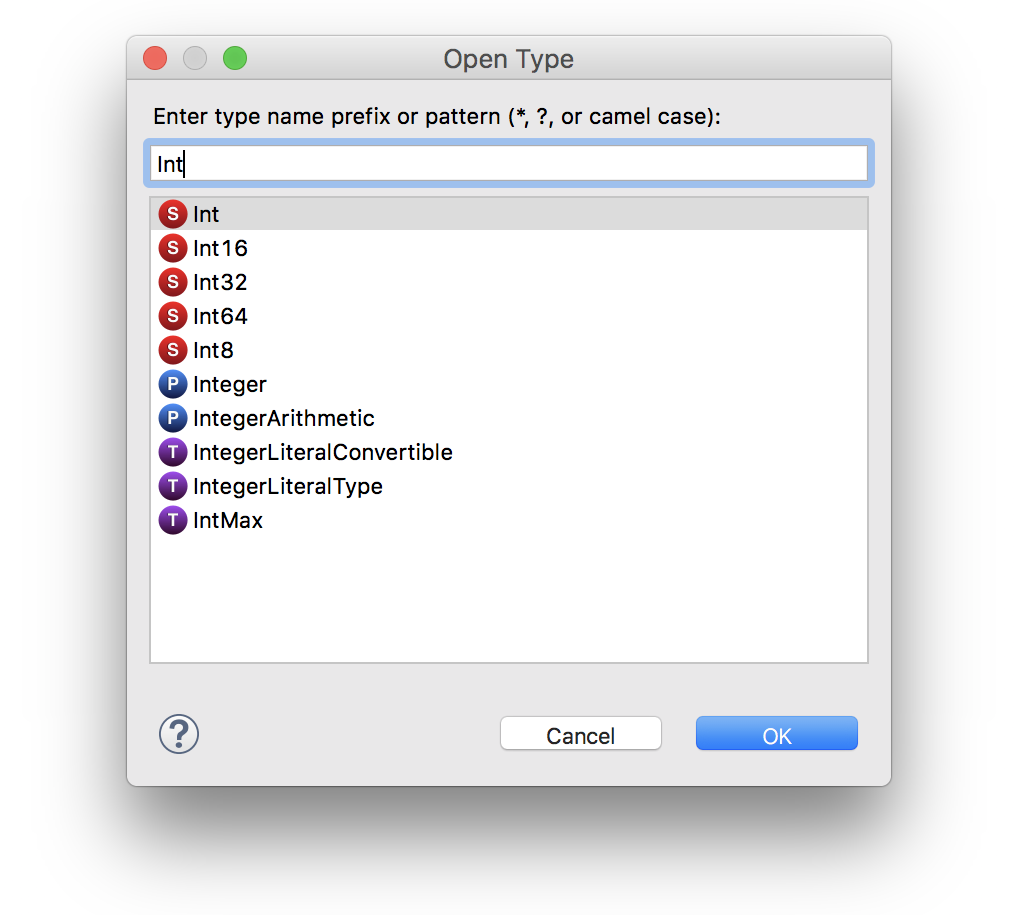 Open Type
Enter type name prefix or pattern (*, ?, or camel case):
Int
S Int
S Int16
S Int32
S Int64
S Int8
P Integer
P IntegerArithmetic
T IntegerLiteralConvertible
T IntegerLiteralType
T IntMax
? Cancel OK